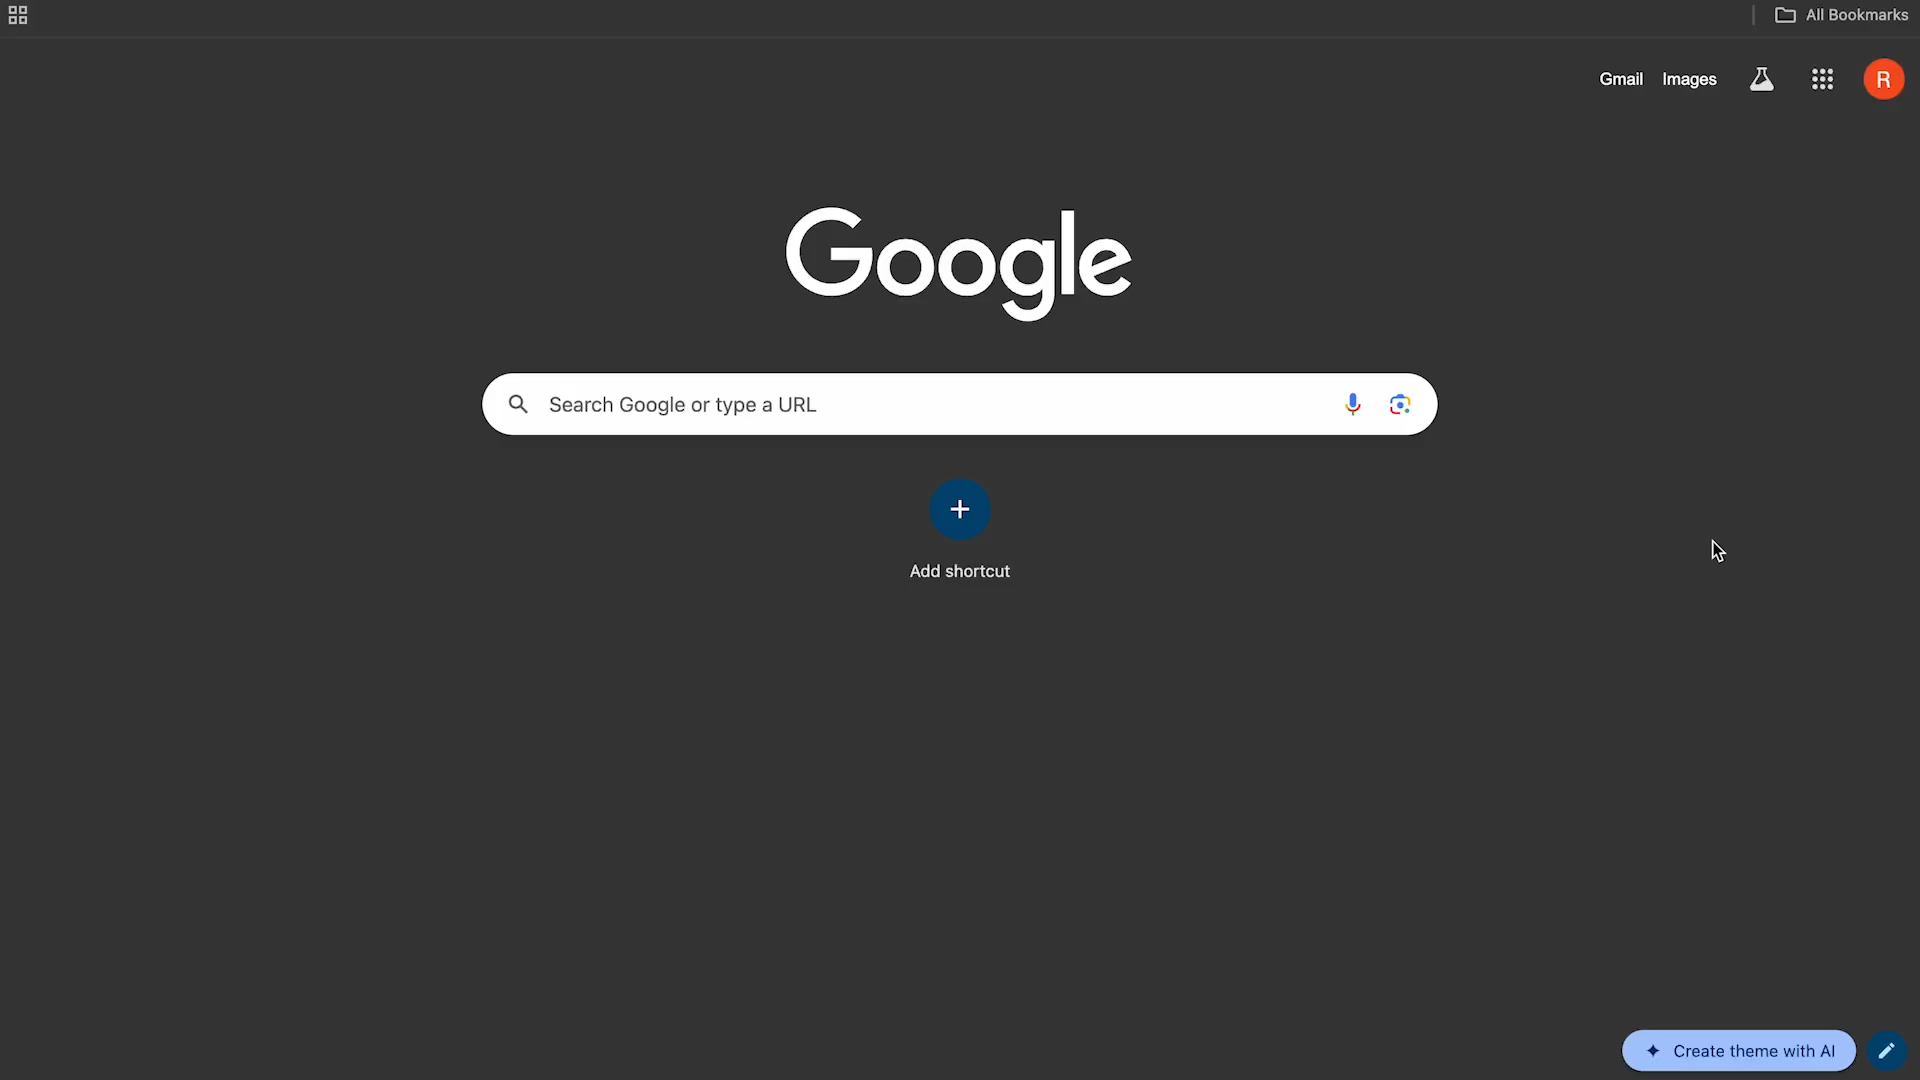 All Bookmarks
Gmail Images
R
Google
Search Google or type a URL
Add shortcut
Create theme with AI